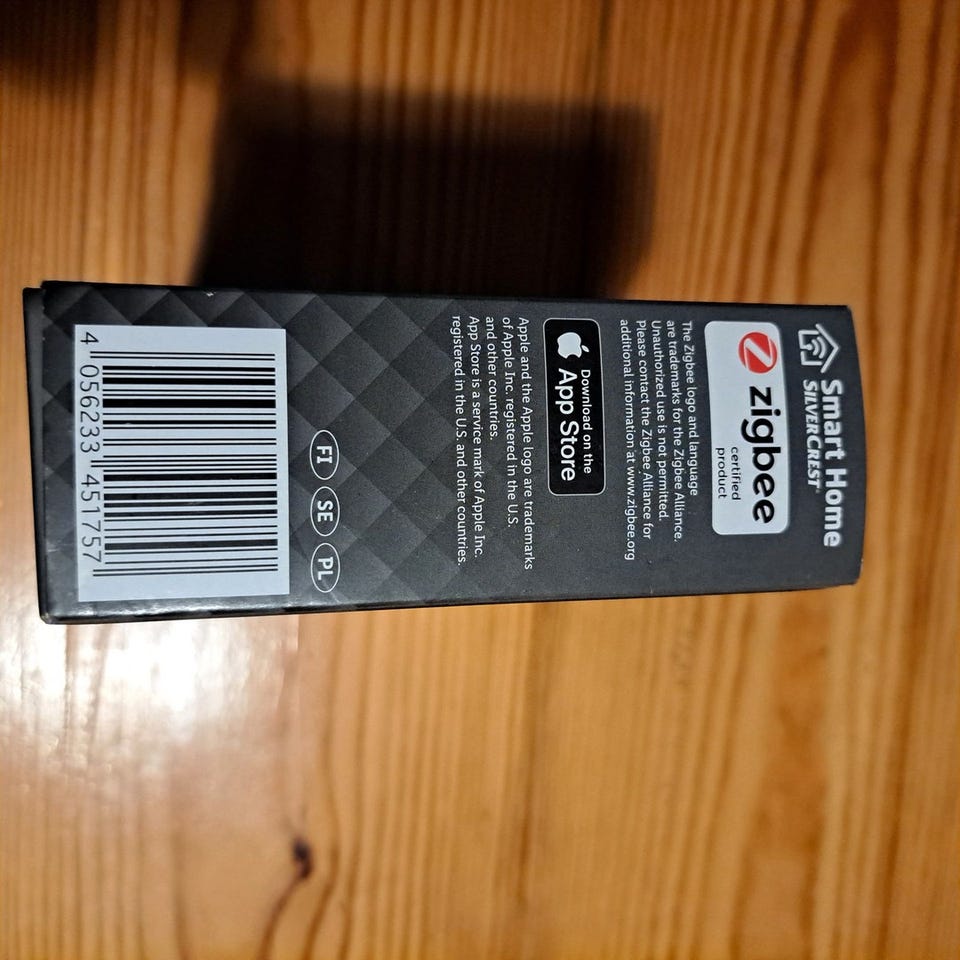 Smart Home
SILVERCREST®
zigbee
certified
product
The Zigbee logo and language
are trademarks for the Zigbee Alliance.
Unauthorized use is not permitted.
Please contact the Zigbee Alliance for
additional information at www.zigbee.org
Download on the
App Store
Apple and the Apple logo are trademarks
of Apple Inc. registered in the U.S.
and other countries.
App Store is a service mark of Apple Inc.
registered in the U.S. and other countries.
FI SE PL
4 056233 451757